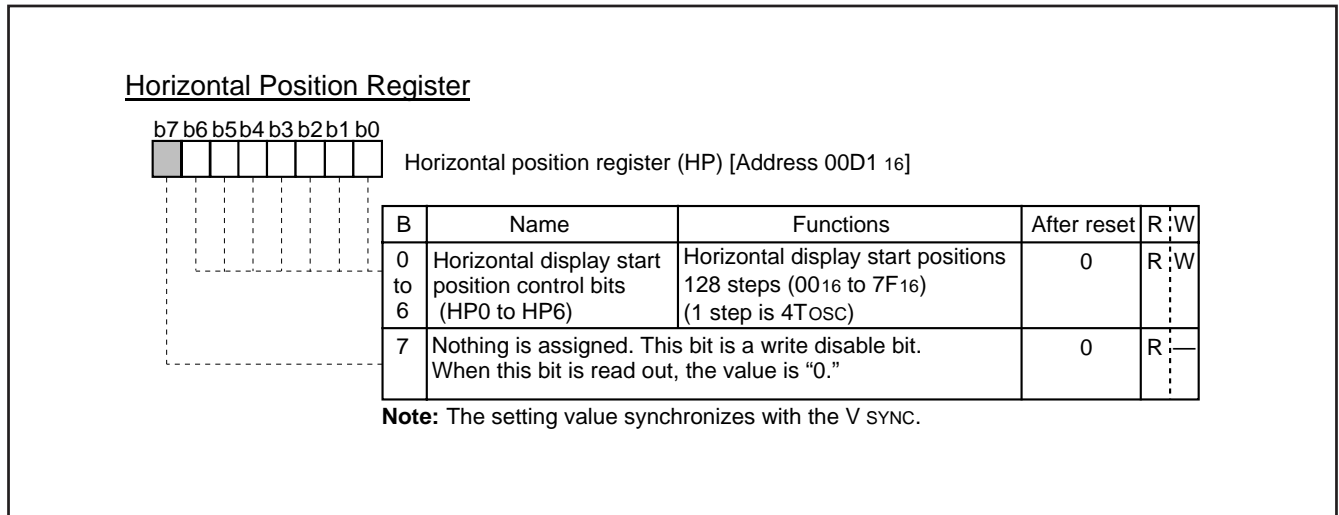 Horizontal Position Register
b7 b6 b5 b4 b3 b2 b1 b0
Horizontal position register (HP) [Address 00D1 16]
B Name Functions After reset R W
0 to 6
Horizontal display start
position control bits
(HP0 to HP6)
Horizontal display start positions
128 steps (0016 to 7F16)
(1 step is 4TOSC)
0 R W
7 Nothing is assigned. This bit is a write disable bit.
When this bit is read out, the value is “0.”
0 R —
Note: The setting value synchronizes with the V SYNC.